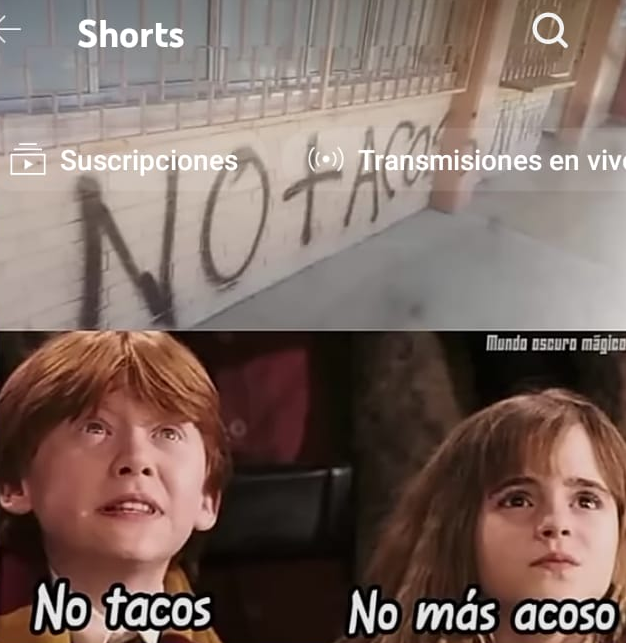 Shorts
Suscripciones
Transmisiones en viv
NO+ACOS
Mundo oscuro mágico
No tacos
No más acoso